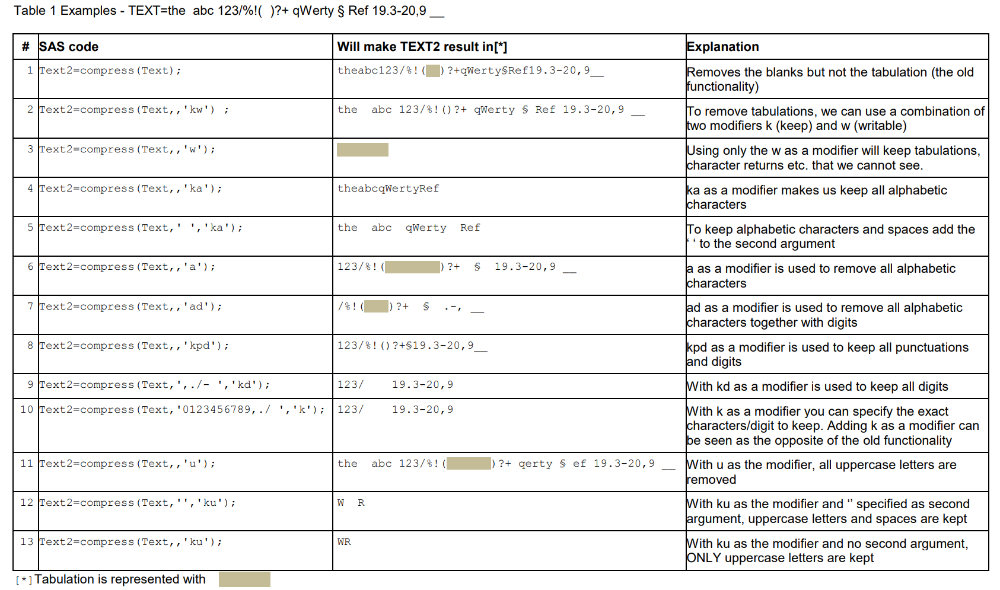 Table 1 Examples - TEXT=the  abc 123/%!(  )?+ qWerty § Ref 19.3-20,9 __
# SAS code Will make TEXT2 result in[*] Explanation
1 Text2=compress(Text); theabc123/%!(  )?+qWerty§Ref19.3-20,9__ Removes the blanks but not the tabulation (the old
functionality)
2 Text2=compress(Text,,'kw') ; the  abc 123/%!()?+ qWerty § Ref 19.3-20,9 __ To remove tabulations, we can use a combination of
two modifiers k (keep) and w (writable)
3 Text2=compress(Text,,'w'); Using only the w as a modifier will keep tabulations,
character returns etc. that we cannot see.
4 Text2=compress(Text,,'ka'); theabcqWertyRef ka as a modifier makes us keep all alphabetic
characters
5 Text2=compress(Text,' ','ka'); the  abc  qWerty  Ref To keep alphabetic characters and spaces add the
‘ ‘ to the second argument
6 Text2=compress(Text,,'a'); 123/%!(        )?+  §  19.3-20,9 __ a as a modifier is used to remove all alphabetic
characters
7 Text2=compress(Text,,'ad'); /%!(    )?+  §  .-, __ ad as a modifier is used to remove all alphabetic
characters together with digits
8 Text2=compress(Text,,'kpd'); 123/%!()?+§19.3-20,9__ kpd as a modifier is used to keep all punctuations
and digits
9 Text2=compress(Text,',./- ','kd'); 123/    19.3-20,9 With kd as a modifier is used to keep all digits
10 Text2=compress(Text,'0123456789,./ ','k'); 123/    19.3-20,9 With k as a modifier you can specify the exact
characters/digit to keep. Adding k as a modifier can
be seen as the opposite of the old functionality
11 Text2=compress(Text,,'u'); the  abc 123/%!(      )?+ qerty § ef 19.3-20,9 __ With u as the modifier, all uppercase letters are
removed
12 Text2=compress(Text,'','ku'); W  R With ku as the modifier and ‘’ specified as second
argument, uppercase letters and spaces are kept
13 Text2=compress(Text,,'ku'); WR With ku as the modifier and no second argument,
ONLY uppercase letters are kept
[*] Tabulation is represented with